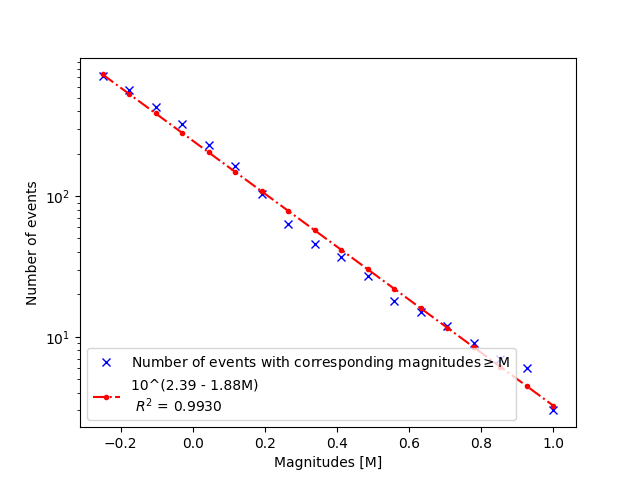 Number of events
10²
10¹
Number of events with corresponding magnitudes ≥ M
10^(2.39 - 1.88M)
R² = 0.9930
−0.2 0.0 0.2 0.4 0.6 0.8 1.0
Magnitudes [M]